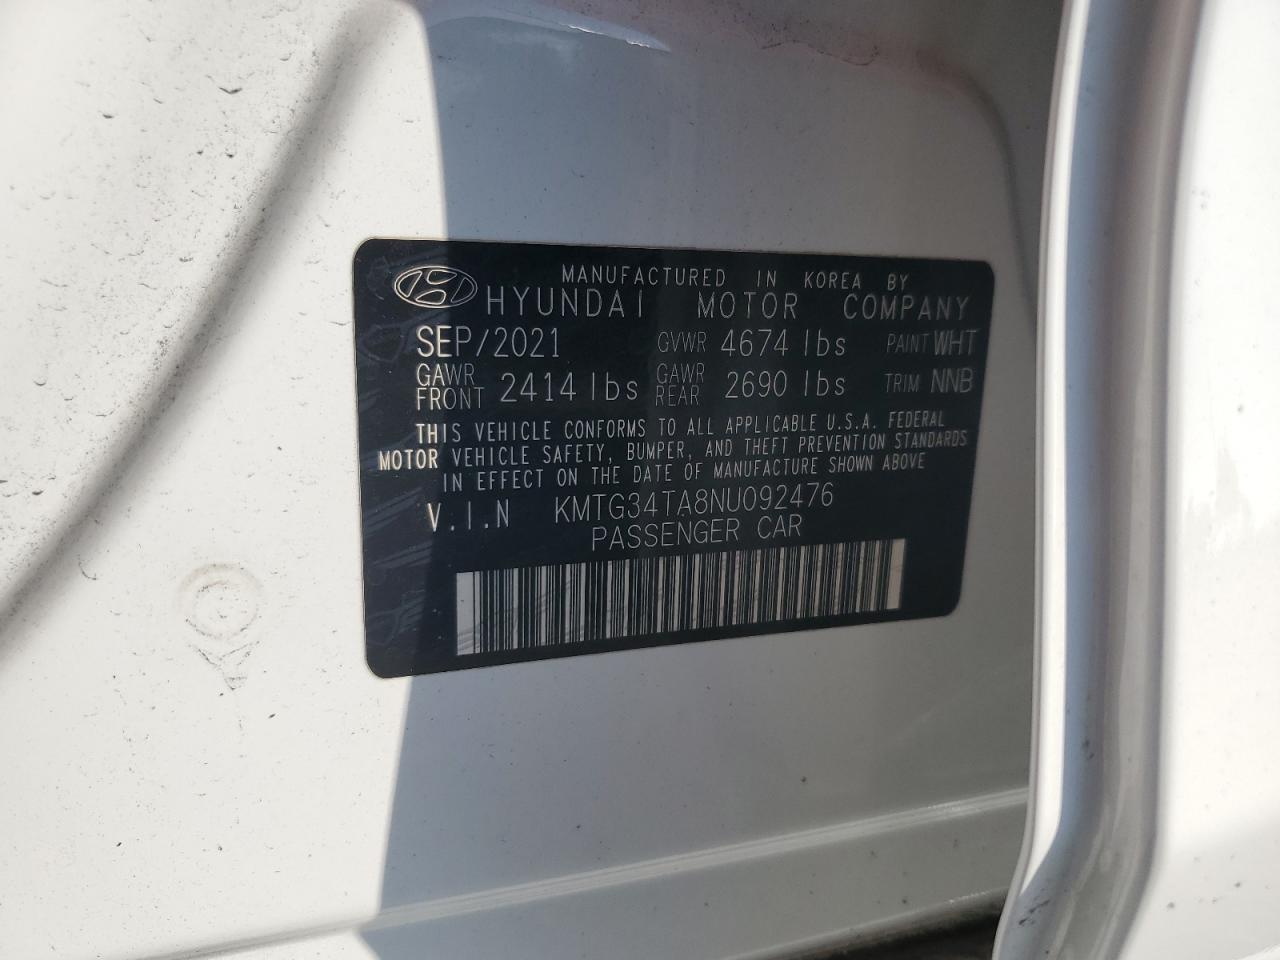 MANUFACTURED IN KOREA BY
HYUNDAI MOTOR COMPANY
SEP/2021 GVWR 4674 lbs PAINT WHT
GAWR FRONT 2414 lbs GAWR REAR 2690 lbs TRIM NNB
THIS VEHICLE CONFORMS TO ALL APPLICABLE U.S.A. FEDERAL
MOTOR VEHICLE SAFETY, BUMPER, AND THEFT PREVENTION STANDARDS
IN EFFECT ON THE DATE OF MANUFACTURE SHOWN ABOVE
V.I.N KMTG34TA8NU092476
PASSENGER CAR